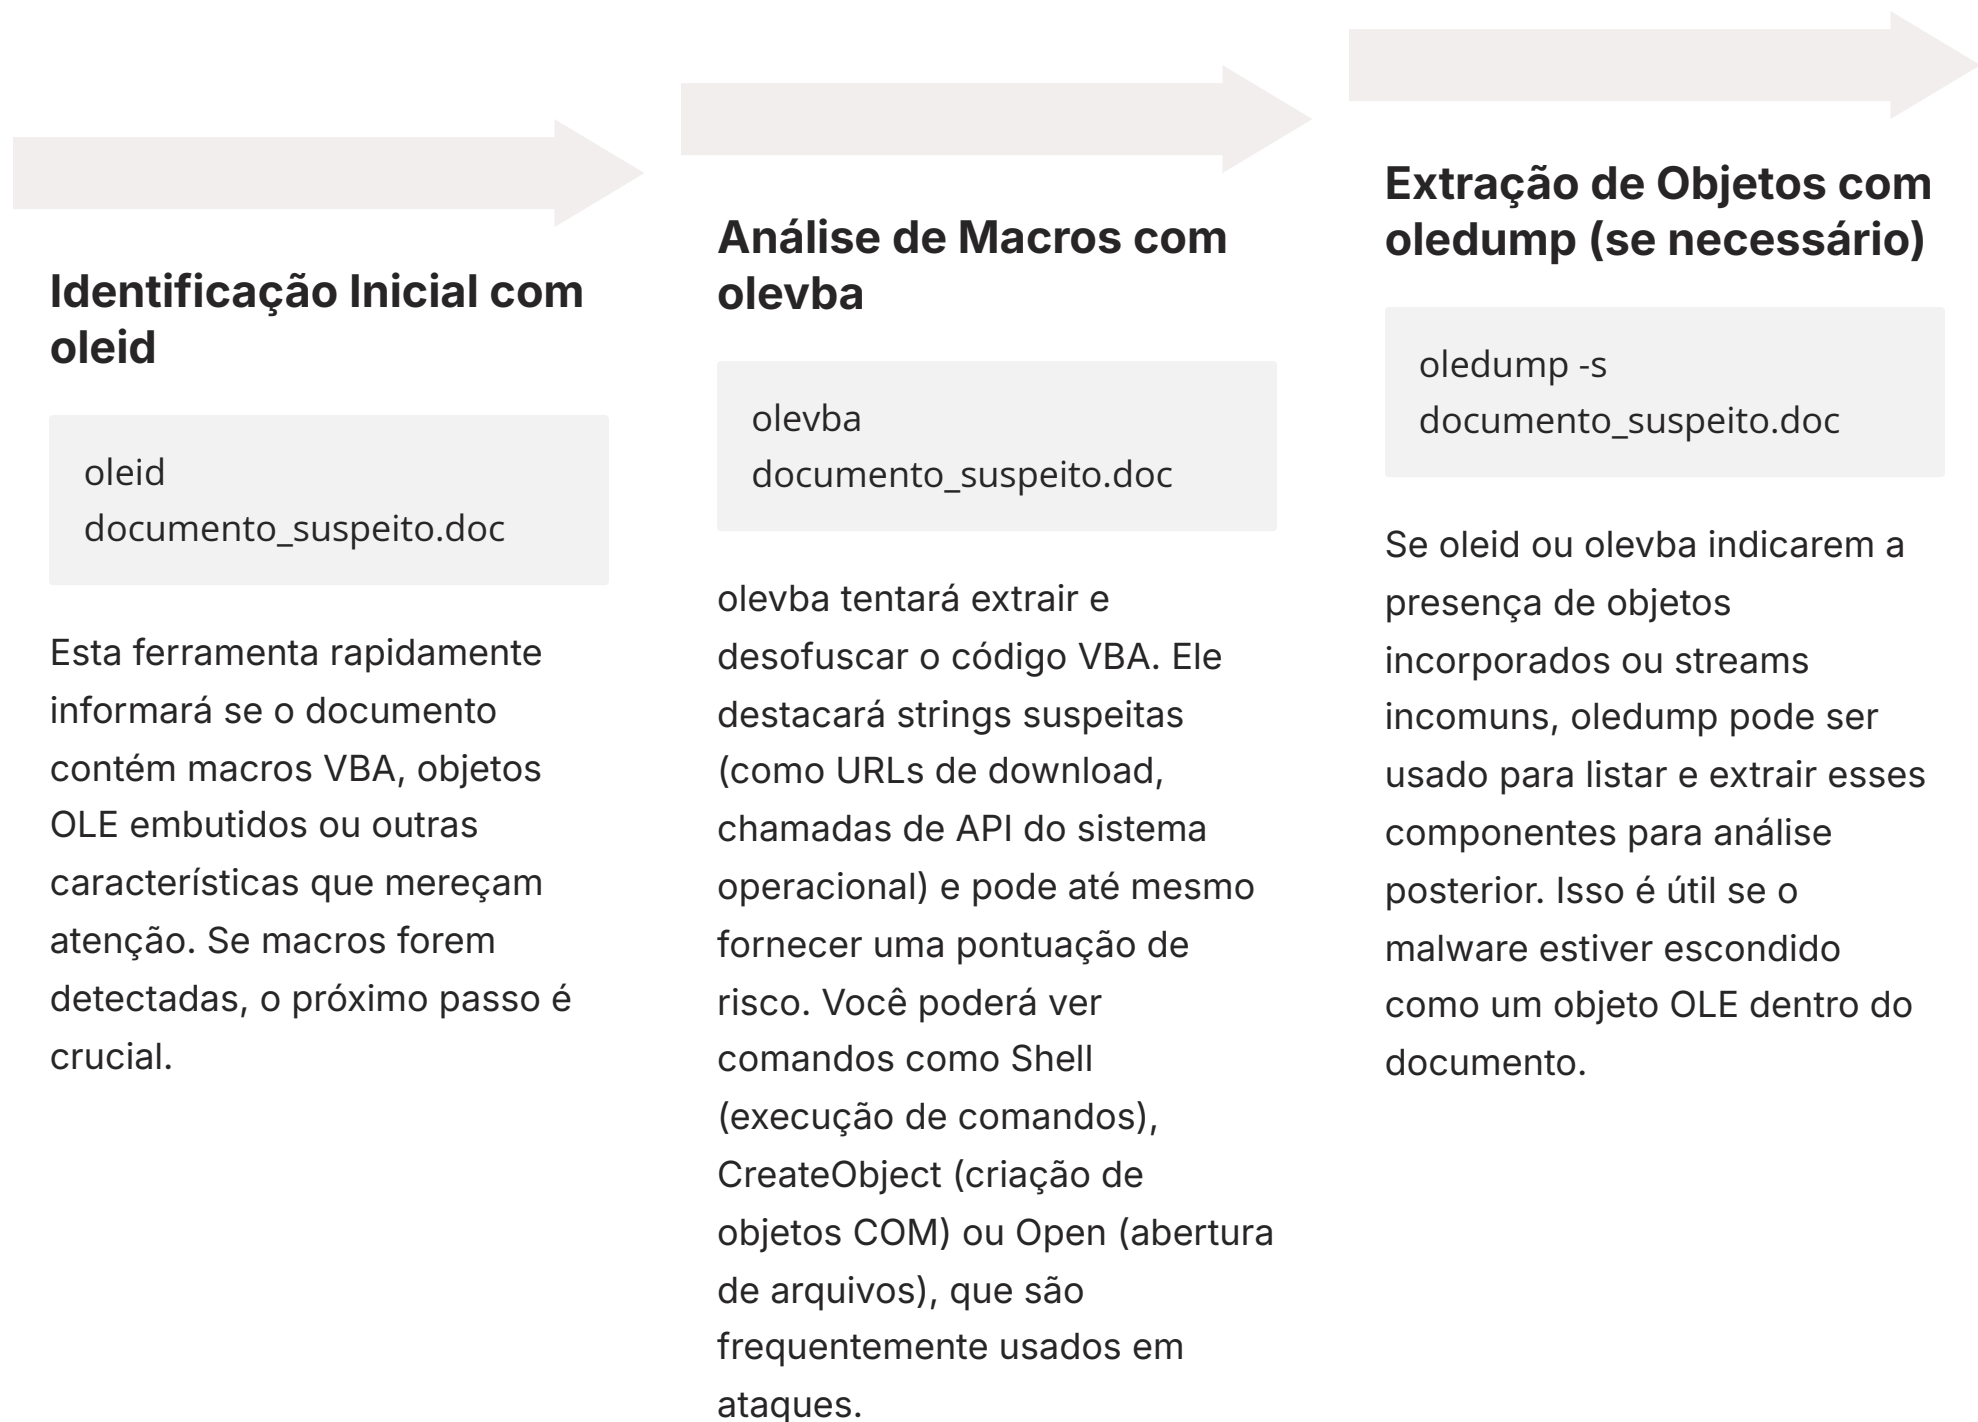 Identificação Inicial com
oleid
oleid
documento_suspeito.doc
Esta ferramenta rapidamente
informará se o documento
contém macros VBA, objetos
OLE embutidos ou outras
características que mereçam
atenção. Se macros forem
detectadas, o próximo passo é
crucial.
Análise de Macros com
olevba
olevba
documento_suspeito.doc
olevba tentará extrair e
desofuscar o código VBA. Ele
destacará strings suspeitas
(como URLs de download,
chamadas de API do sistema
operacional) e pode até mesmo
fornecer uma pontuação de
risco. Você poderá ver
comandos como Shell
(execução de comandos),
CreateObject (criação de
objetos COM) ou Open (abertura
de arquivos), que são
frequentemente usados em
ataques.
Extração de Objetos com
oledump (se necessário)
oledump -s
documento_suspeito.doc
Se oleid ou olevba indicarem a
presença de objetos
incorporados ou streams
incomuns, oledump pode ser
usado para listar e extrair esses
componentes para análise
posterior. Isso é útil se o
malware estiver escondido
como um objeto OLE dentro do
documento.